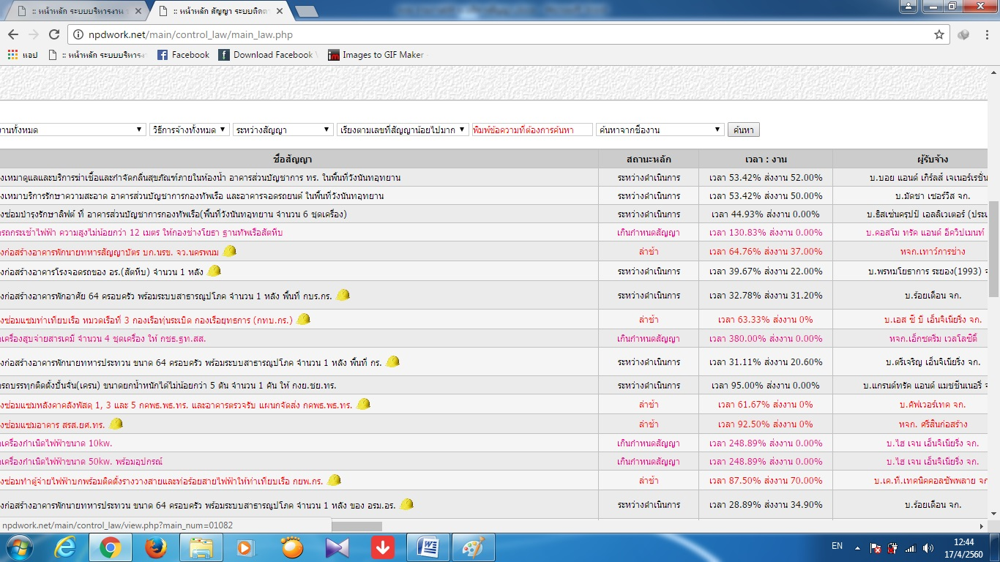 :: หน้าหลัก ระบบบริหารงาน ร
:: หน้าหลัก สัญญา ระบบติดตา
npdwork.net/main/control_law/main_law.php
แอป :: หน้าหลัก ระบบบริหารง Facebook Download Facebook Images to GIF Maker
งานทั้งหมด วิธีการจ้างทั้งหมด ระหว่างสัญญา เรียงตามเลขที่สัญญาน้อยไปมาก พิมพ์ข้อความที่ต้องการค้นหา ค้นหาจากชื่องาน ค้นหา
ชื่อสัญญา สถานะหลัก เวลา : งาน ผู้รับจ้าง
งเหมาดูแลและบริการฆ่าเชื้อและกำจัดกลิ่นสุขภัณฑ์ภายในห้องน้ำ อาคารส่วนบัญชาการ ทร. ในพื้นที่วังนันทอุทยาน ระหว่างดำเนินการ เวลา 53.42% ส่งงาน 52.00% บ.บอย แอนด์ เกิร์ลส์ เจเนอร์เรชั่น
งเหมาบริการรักษาความสะอาด อาคารส่วนบัญชาการกองทัพเรือ และอาคารจอดรถยนต์ ในพื้นที่วังนันทอุทยาน ระหว่างดำเนินการ เวลา 53.42% ส่งงาน 50.00% บ.มัดชา เซอร์วิส จก.
งซ่อมบำรุงรักษาลิฟต์ ที่ อาคารส่วนบัญชาการกองทัพเรือ(พื้นที่วังนันทอุทยาน จำนวน 6 ชุดเครื่อง) ระหว่างดำเนินการ เวลา 44.93% ส่งงาน 0.00% บ.ธิสเซ่นครุปป์ เอลลิเวเตอร์ (ประเ
รถกระเช้าไฟฟ้า ความสูงไม่น้อยกว่า 12 เมตร ให้กองช่างโยธา ฐานทัพเรือสัตหีบ เกินกำหนดสัญญา เวลา 130.83% ส่งงาน 0.00% บ.คอสโม ทรัค แอนด์ อีควิปเมนท์
งก่อสร้างอาคารพักนายทหารสัญญาบัตร บก.นรข. จว.นครพนม ล่าช้า เวลา 64.76% ส่งงาน 37.00% หจก.เทาว์การช่าง
งก่อสร้างอาคารโรงจอดรถของ อร.(สัตหีบ) จำนวน 1 หลัง ระหว่างดำเนินการ เวลา 39.67% ส่งงาน 22.00% บ.พรหมโยธาการ ระยอง(1993) จ
งก่อสร้างอาคารพักอาศัย 64 ครอบครัว พร้อมระบบสาธารณูปโภค จำนวน 1 หลัง พื้นที่ กบร.กร. ระหว่างดำเนินการ เวลา 32.78% ส่งงาน 31.20% บ.ร้อยเดือน จก.
งซ่อมแซมท่าเทียบเรือ หมวดเรือที่ 3 กองเรือทุ่นระเบิด กองเรือยุทธการ (กทบ.กร.) ล่าช้า เวลา 63.33% ส่งงาน 0% บ.เอส ซี บี เอ็นจิเนียริ่ง จก.
เครื่องสูบจ่ายสารเคมี จำนวน 4 ชุดเครื่อง ให้ กชธ.ฐท.สส. เกินกำหนดสัญญา เวลา 380.00% ส่งงาน 0.00% หจก.เอ็กซตรีม เวลโลซิตี้
งก่อสร้างอาคารพักนายทหารประทวน ขนาด 64 ครอบครัว พร้อมระบบสาธารณูปโภค จำนวน 1 หลัง พื้นที่ กร. ระหว่างดำเนินการ เวลา 31.11% ส่งงาน 20.60% บ.ตรีเจริญ เอ็นจิเนียริ่ง จก.
รถบรรทุกติดตั้งปั้นจั่น(เครน) ขนาดยกน้ำหนักได้ไม่น้อยกว่า 5 ตัน จำนวน 1 คัน ให้ กงย.ชย.ทร. ระหว่างดำเนินการ เวลา 95.00% ส่งงาน 0.00% บ.แกรนด์ทรัค แอนด์ แมชชีนเนอรี่ จ
งซ่อมแซมหลังคาคลังพัสดุ 1, 3 และ 5 กคพธ.พธ.ทร. และอาคารตรวจรับ แผนกจัดส่ง กคพธ.พธ.ทร. ล่าช้า เวลา 61.67% ส่งงาน 0% บ.คัฟเวอร์เทค จก.
งซ่อมแซมอาคาร สรส.ยศ.ทร. ล่าช้า เวลา 92.50% ส่งงาน 0% หจก. ศรีสินก่อสร้าง
เครื่องกำเนิดไฟฟ้าขนาด 10kw. เกินกำหนดสัญญา เวลา 248.89% ส่งงาน 0.00% บ.ไฮ เจน เอ็นจิเนียริ่ง จก.
เครื่องกำเนิดไฟฟ้าขนาด 50kw. พร้อมอุปกรณ์ เกินกำหนดสัญญา เวลา 248.89% ส่งงาน 0.00% บ.ไฮ เจน เอ็นจิเนียริ่ง จก.
งซ่อมทำตู้จ่ายไฟฟ้าบกพร้อมติดตั้งรางวางสายและท่อร้อยสายไฟฟ้าให้ท่าเทียบเรือ กยพ.กร. ล่าช้า เวลา 87.50% ส่งงาน 70.00% บ.เค.ที.เทคนิคคอลซัพพลาย จก
งก่อสร้างอาคารพักนายทหารประทวน ขนาด 64 ครอบครัว พร้อมระบบสาธารณูปโภค จำนวน 1 หลัง ของ อรม.อร. ระหว่างดำเนินการ เวลา 28.89% ส่งงาน 34.90% บ.ร้อยเดือน จก.
npdwork.net/main/control_law/view.php?main_num=01082
EN 12:44
17/4/2560